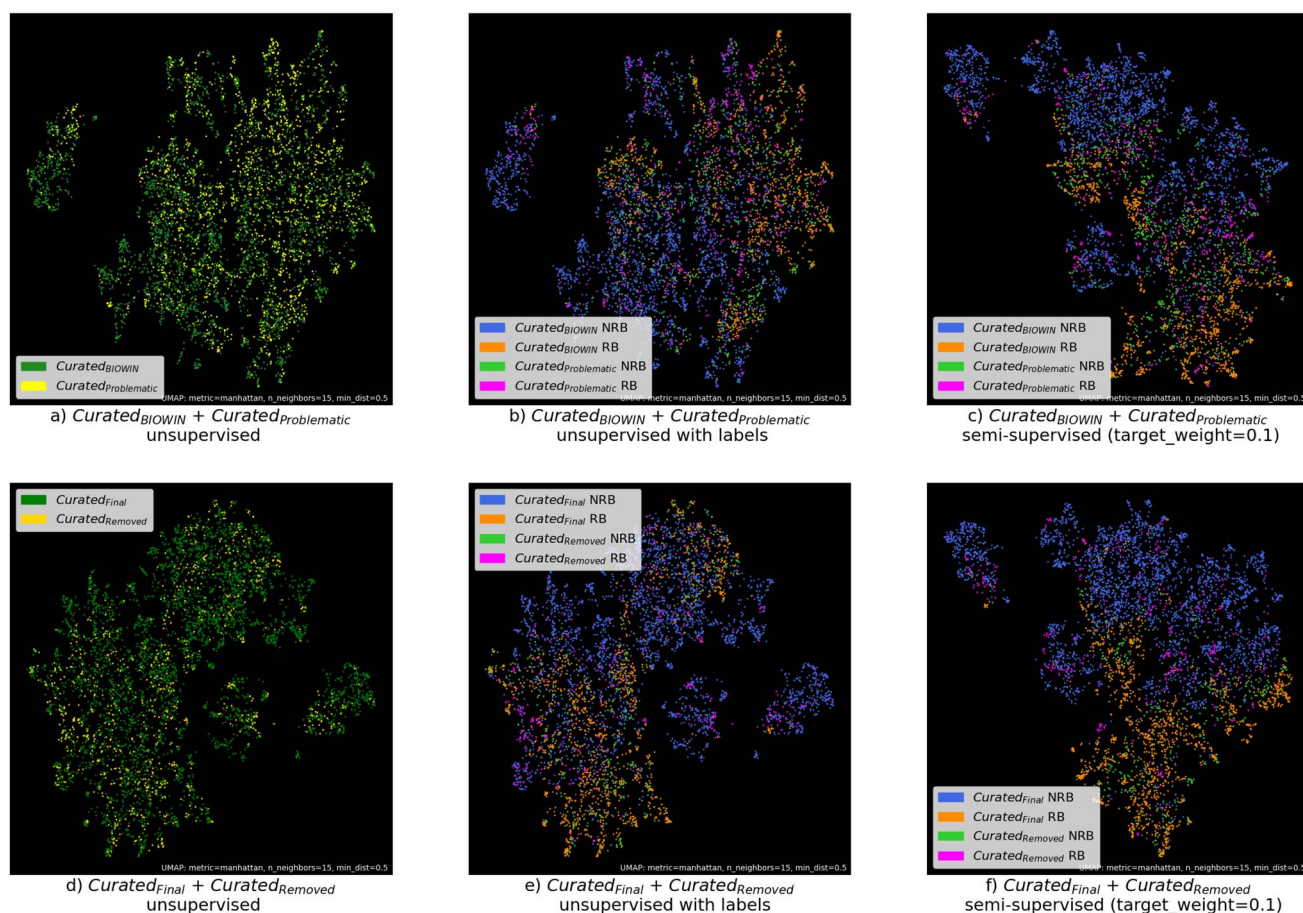 Curated_BIOWIN
Curated_Problematic
UMAP: metric=manhattan, n_neighbors=15, min_dist=0.5
a) Curated_BIOWIN + Curated_Problematic
unsupervised
Curated_BIOWIN NRB
Curated_BIOWIN RB
Curated_Problematic NRB
Curated_Problematic RB
UMAP: metric=manhattan, n_neighbors=15, min_dist=0.5
b) Curated_BIOWIN + Curated_Problematic
unsupervised with labels
Curated_BIOWIN NRB
Curated_BIOWIN RB
Curated_Problematic NRB
Curated_Problematic RB
UMAP: metric=manhattan, n_neighbors=15, min_dist=0.5
c) Curated_BIOWIN + Curated_Problematic
semi-supervised (target_weight=0.1)
Curated_Final
Curated_Removed
UMAP: metric=manhattan, n_neighbors=15, min_dist=0.5
d) Curated_Final + Curated_Removed
unsupervised
Curated_Final NRB
Curated_Final RB
Curated_Removed NRB
Curated_Removed RB
UMAP: metric=manhattan, n_neighbors=15, min_dist=0.5
e) Curated_Final + Curated_Removed
unsupervised with labels
Curated_Final NRB
Curated_Final RB
Curated_Removed NRB
Curated_Removed RB
UMAP: metric=manhattan, n_neighbors=15, min_dist=0.5
f) Curated_Final + Curated_Removed
semi-supervised (target_weight=0.1)